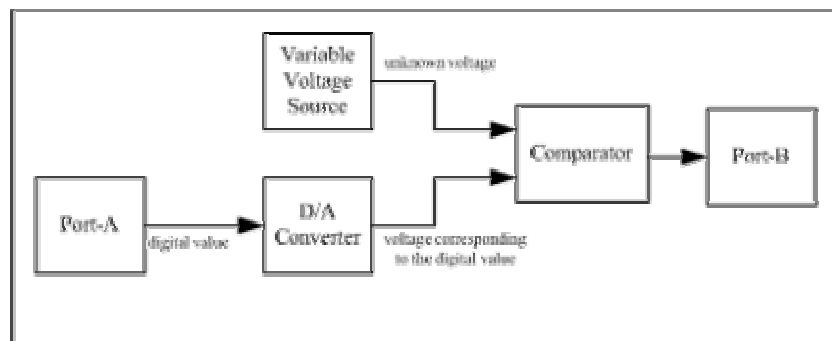 Variable
Voltage
Source
unknown voltage
Comparator
Port-B
Port-A
digital value
D/A
Converter
voltage corresponding
to the digital value